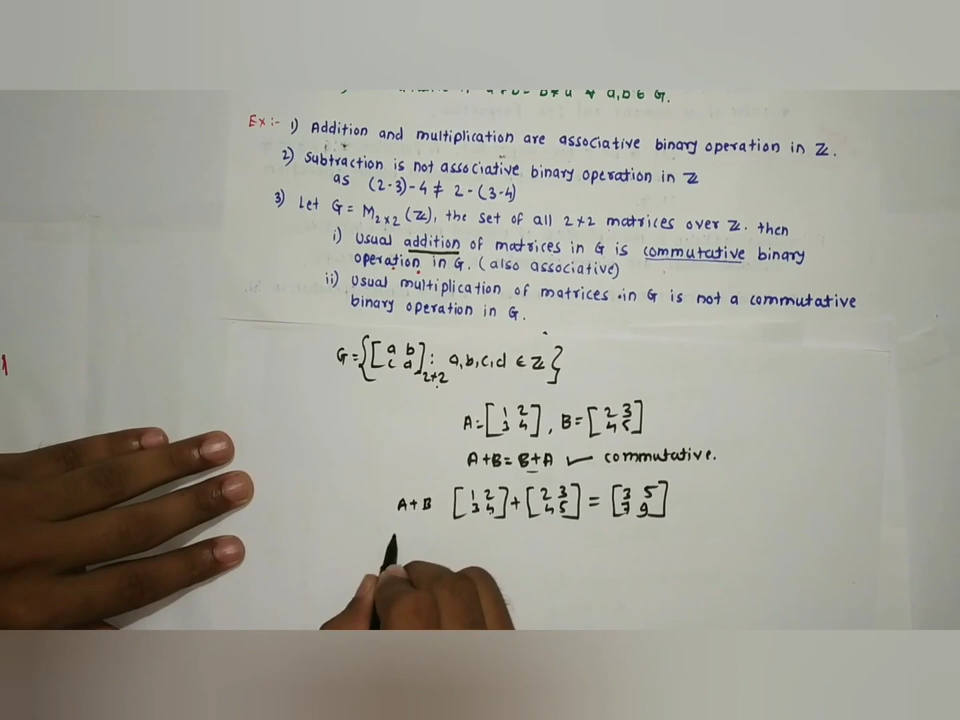 a,b ∈ G.
Ex:- 1) Addition and multiplication are associative binary operation in Z.
2) Subtraction is not associative binary operation in Z
as (2-3)-4 ≠ 2-(3-4)
3) Let G = M₂ₓ₂(Z), the set of all 2×2 matrices over Z. then
i) Usual addition of matrices in G is commutative binary
operation in G. (also associative)
ii) Usual multiplication of matrices in G is not a commutative
binary operation in G.
G = {[a b c d]₂ₓ₂ : a,b,c,d ∈ Z}
A = [1 2 3 4], B = [2 3 4 5]
A+B = B+A ✓ commutative.
A+B [1 2 3 4] + [2 3 4 5] = [3 5 7 9]